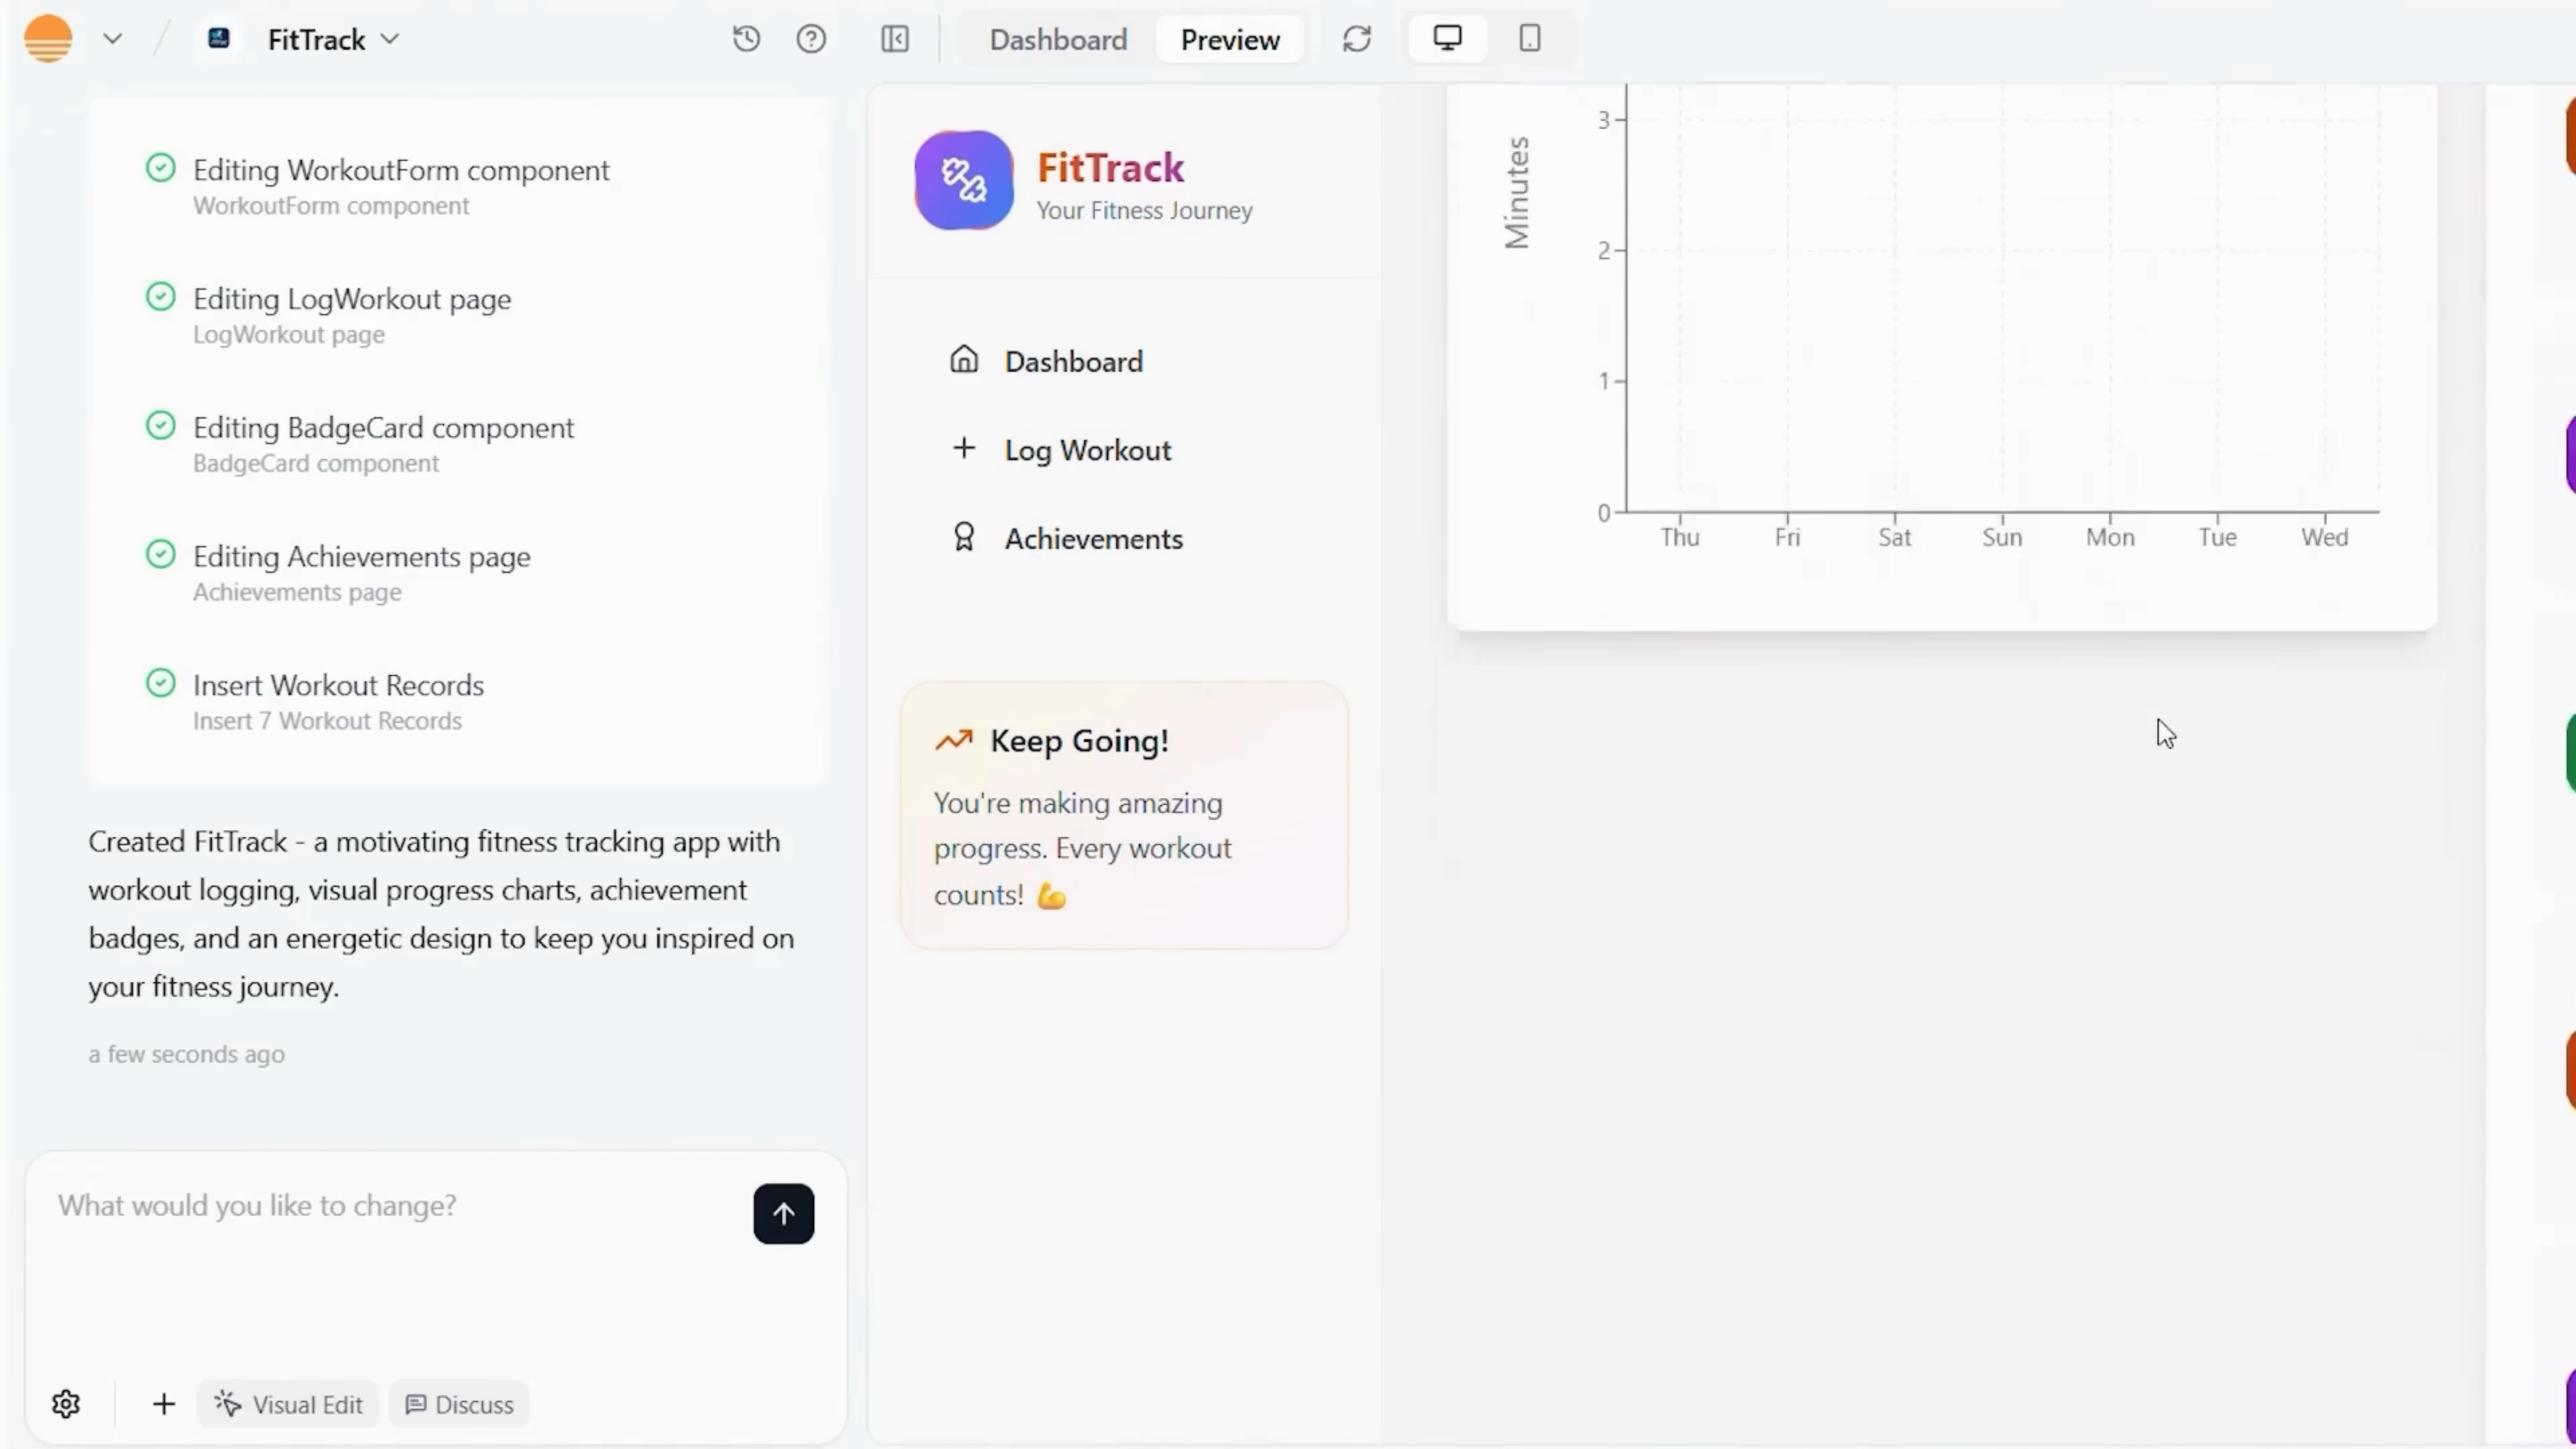 FitTrack
Dashboard
Preview
Editing WorkoutForm component
WorkoutForm component
Editing LogWorkout page
LogWorkout page
Editing BadgeCard component
BadgeCard component
Editing Achievements page
Achievements page
Insert Workout Records
Insert 7 Workout Records
Created FitTrack - a motivating fitness tracking app with
workout logging, visual progress charts, achievement
badges, and an energetic design to keep you inspired on
your fitness journey.
a few seconds ago
What would you like to change?
Visual Edit
Discuss
FitTrack
Your Fitness Journey
Dashboard
Log Workout
Achievements
Keep Going!
You're making amazing
progress. Every workout
counts! 💪
Minutes
3
2
1
0
Thu Fri Sat Sun Mon Tue Wed